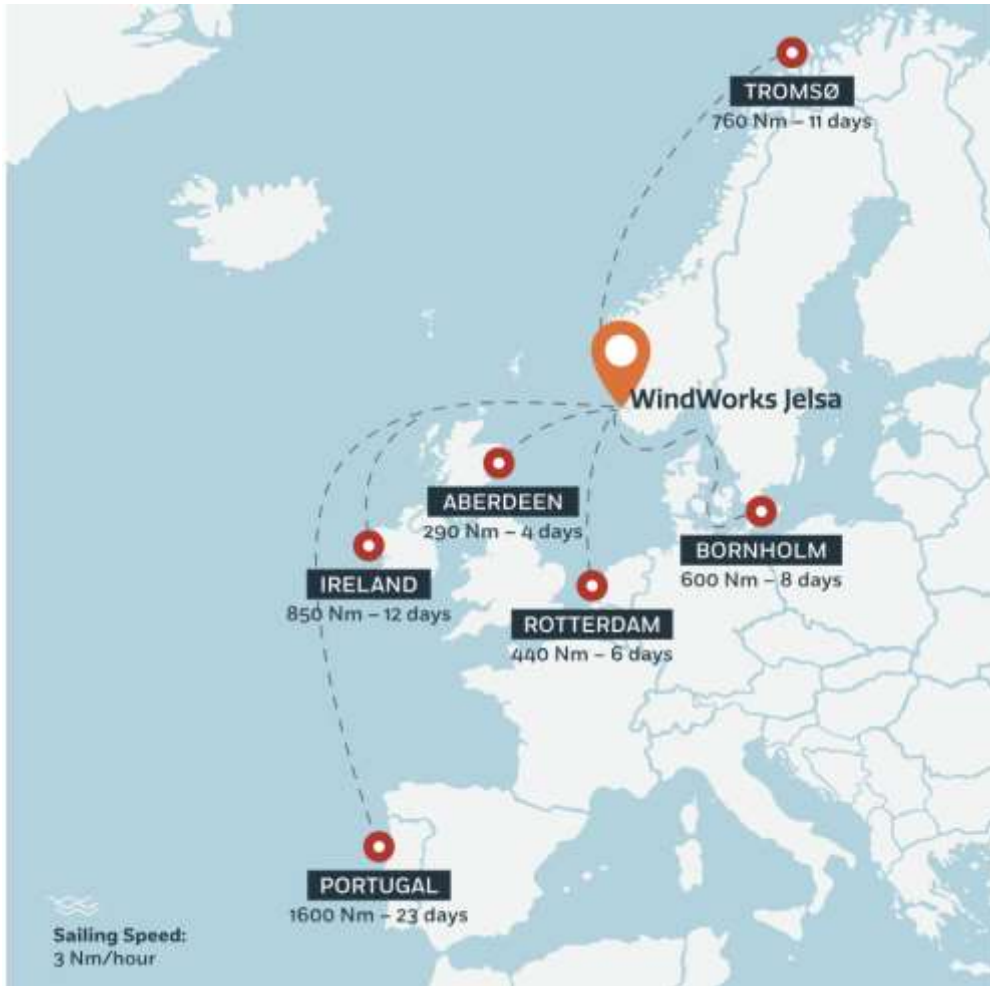 TROMSØ
760 Nm – 11 days
WindWorks Jelsa
ABERDEEN
290 Nm – 4 days
BORNHOLM
600 Nm – 8 days
IRELAND
850 Nm – 12 days
ROTTERDAM
440 Nm – 6 days
PORTUGAL
1600 Nm – 23 days
Sailing Speed:
3 Nm/hour